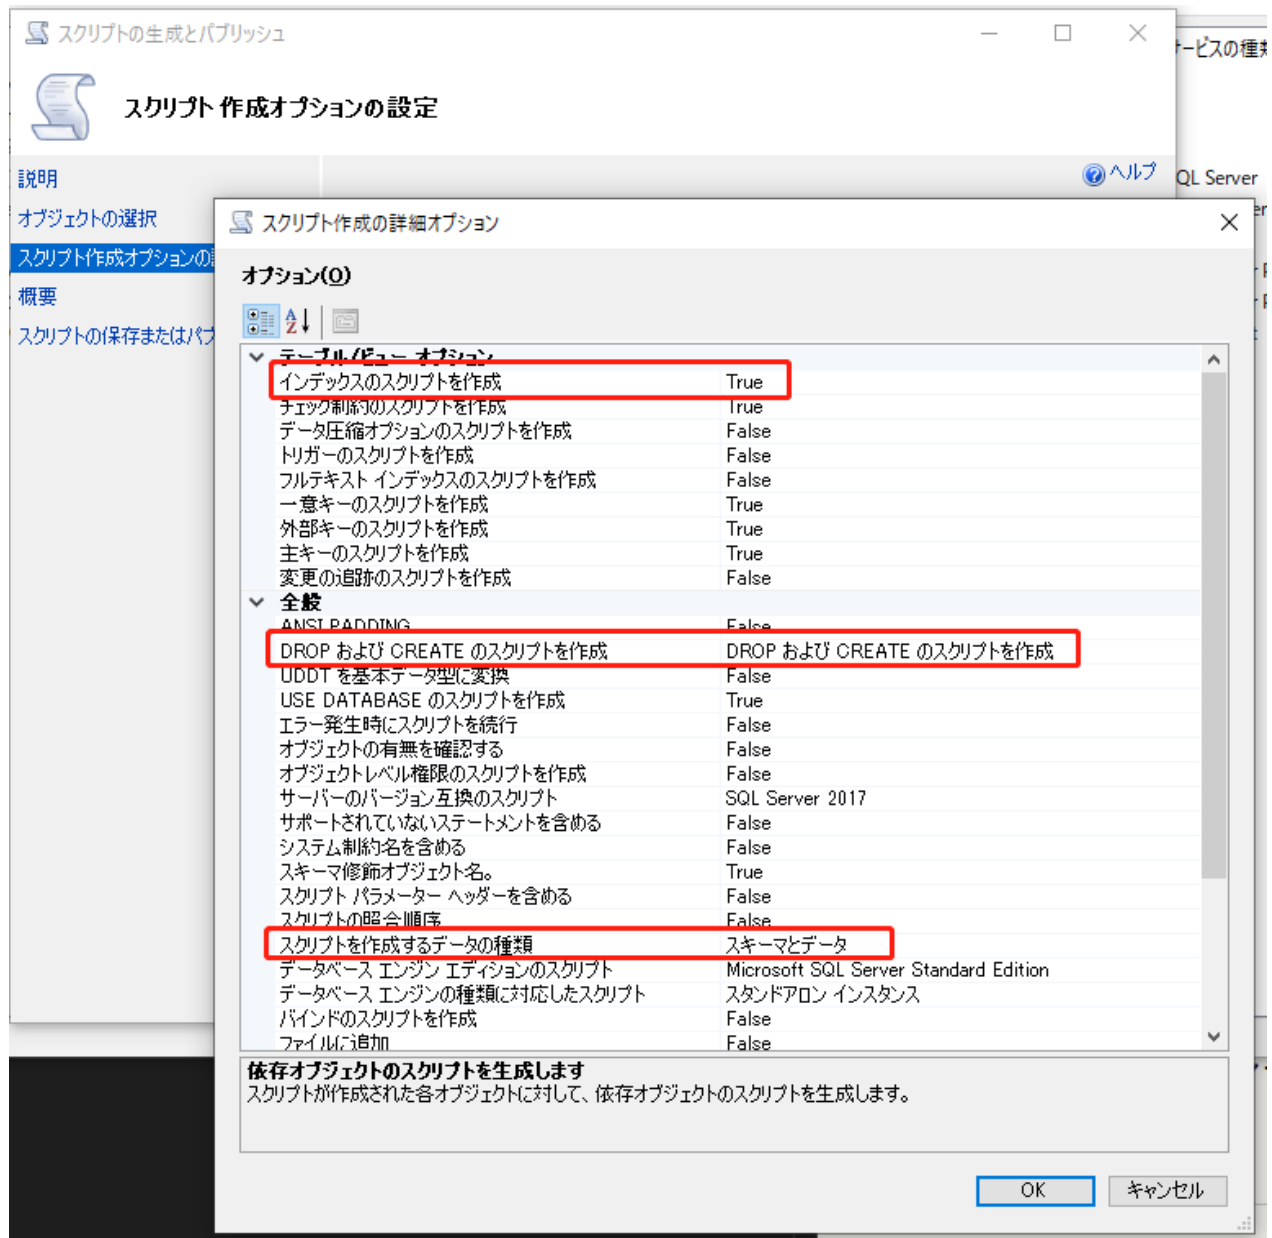 スクリプトの生成とパブリッシュ
スクリプト作成オプションの設定
ヘルプ
説明
オブジェクトの選択
スクリプト作成オプションの
概要
スクリプトの保存またはパブ
ービスの種類
QL Server
スクリプト作成の詳細オプション
オプション(O)
テーブル/ビュー オプション
インデックスのスクリプトを作成 True
チェック制約のスクリプトを作成 True
データ圧縮オプションのスクリプトを作成 False
トリガーのスクリプトを作成 False
フルテキスト インデックスのスクリプトを作成 False
一意キーのスクリプトを作成 True
外部キーのスクリプトを作成 True
主キーのスクリプトを作成 True
変更の追跡のスクリプトを作成 False
全般
ANSI PADDING False
DROP および CREATE のスクリプトを作成 DROP および CREATE のスクリプトを作成
UDDT を基本データ型に変換 False
USE DATABASE のスクリプトを作成 True
エラー発生時にスクリプトを続行 False
オブジェクトの有無を確認する False
オブジェクトレベル権限のスクリプトを作成 False
サーバーのバージョン互換のスクリプト SQL Server 2017
サポートされていないステートメントを含める False
システム制約名を含める False
スキーマ修飾オブジェクト名。 True
スクリプト パラメーター ヘッダーを含める False
スクリプトの照合順序 False
スクリプトを作成するデータの種類 スキーマとデータ
データベース エンジン エディションのスクリプト Microsoft SQL Server Standard Edition
データベース エンジンの種類に対応したスクリプト スタンドアロン インスタンス
バインドのスクリプトを作成 False
ファイルに追加 False
依存オブジェクトのスクリプトを生成します
スクリプトが作成された各オブジェクトに対して、依存オブジェクトのスクリプトを生成します。
OK キャンセル